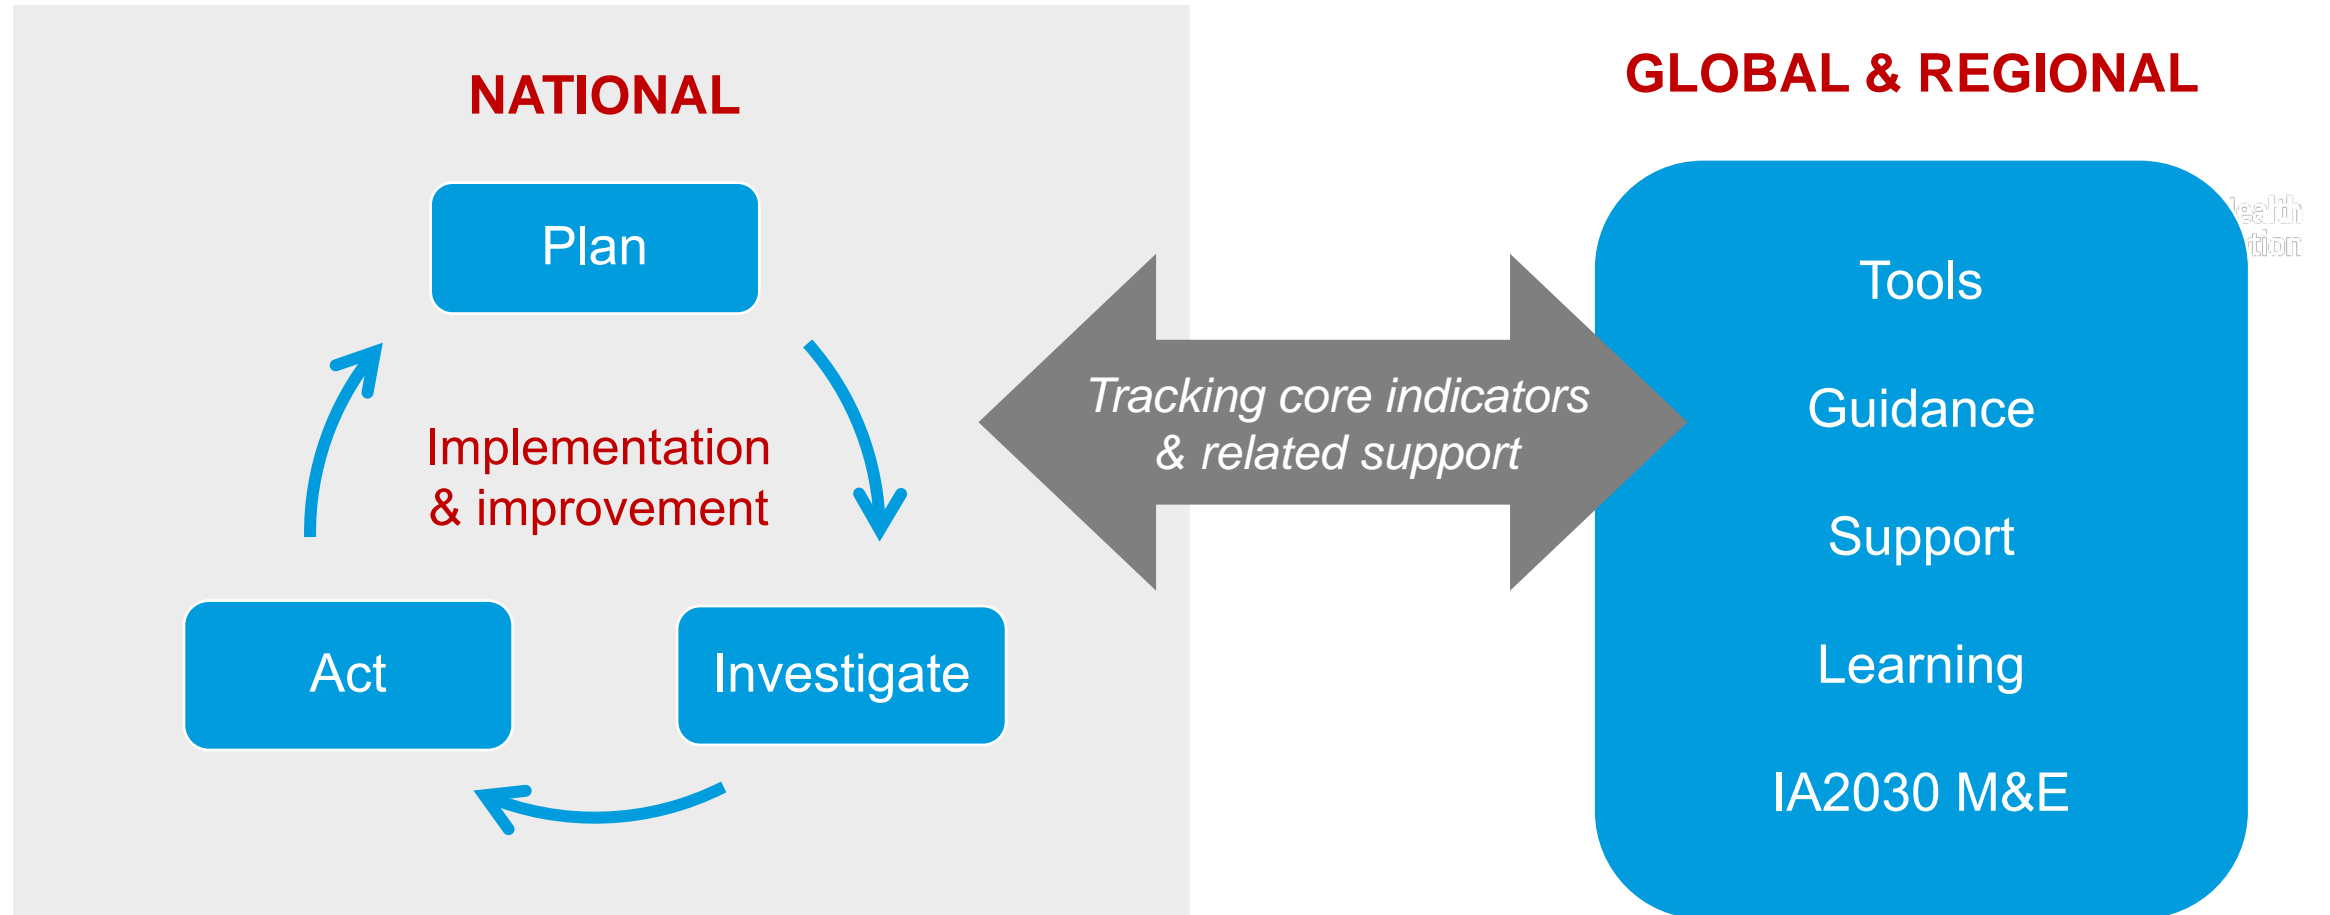 NATIONAL
Plan
Implementation
& improvement
Act
Investigate
Tracking core indicators
& related support
GLOBAL & REGIONAL
Tools
Guidance
Support
Learning
IA2030 M&E